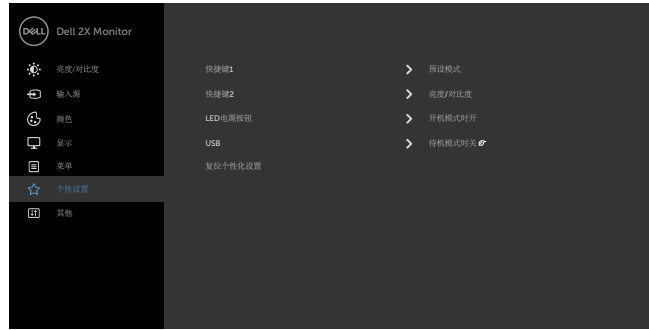 DELL Dell 2X Monitor
亮度/对比度
快捷键1 预设模式
输入源
快捷键2 亮度/对比度
颜色
LED电源按钮 开机模式时开
显示
USB 待机模式时关
菜单
复位个性化设置
个性设置
其他